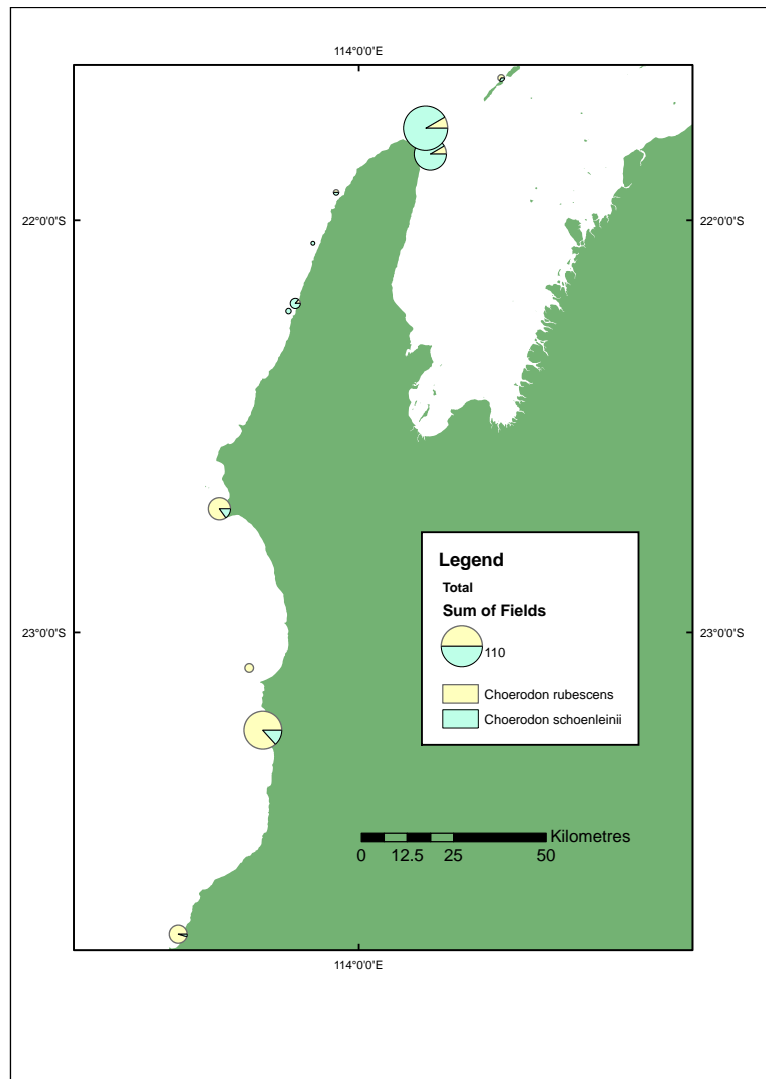 114°0'0"E
22°0'0"S 22°0'0"S
Legend
Total
Sum of Fields
110
23°0'0"S 23°0'0"S
Choerodon rubescens
Choerodon schoenleinii
Kilometres
0 12.5 25 50
114°0'0"E